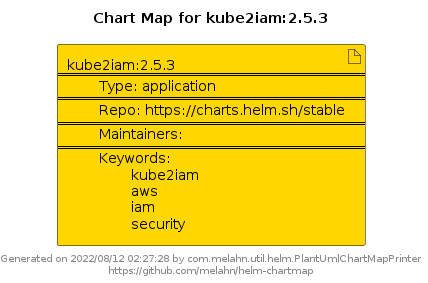 Chart Map for kube2iam:2.5.3
kube2iam:2.5.3
Type: application
Repo: https://charts.helm.sh/stable
Maintainers:
Keywords:
kube2iam
aws
iam
security
Generated on 2022/08/12 02:27:28 by com.melahn.util.helm.PlantUmlChartMapPrinter
https://github.com/melahn/helm-chartmap